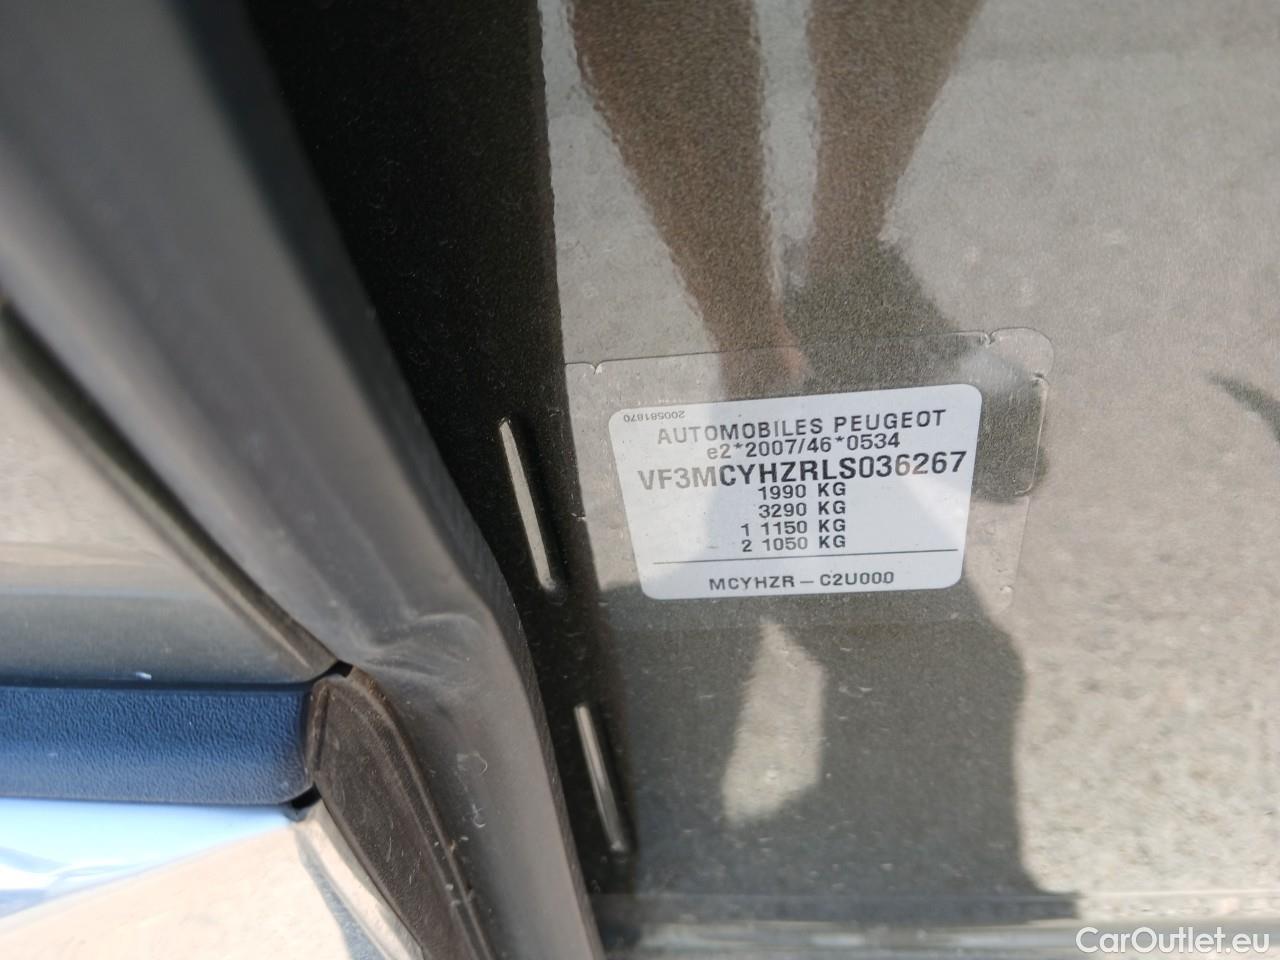 200581870
AUTOMOBILES PEUGEOT
e2*2007/46*0534
VF3MCYHZRLS036267
1990 KG
3290 KG
1 1150 KG
2 1050 KG
MCYHZR - C2U000
CarOutlet.eu